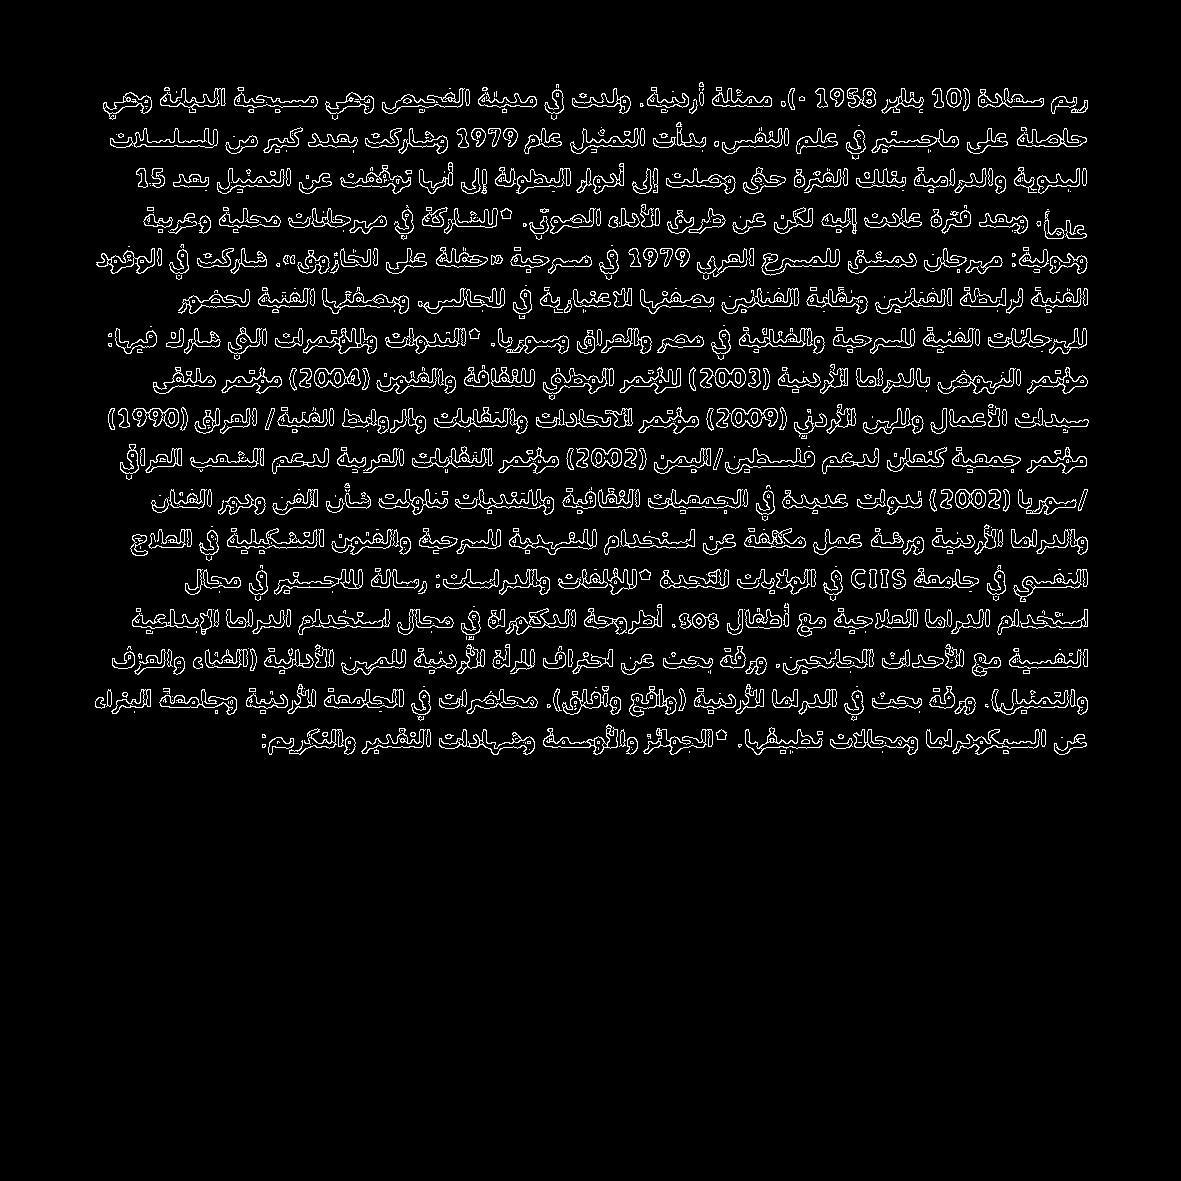 ريم سعادة (10 يناير 1958 -). ممثلة أردنية. ولدت في مدينة الفحيص وهي مسيحية الديانة وهي
حاصلة على ماجستير في علم النفس. بدأت التمثيل عام 1979 وشاركت بعدد كبير من المسلسلات
البدوية والدرامية بتلك الفترة حتى وصلت إلى أدوار البطولة إلى أنها توقفت عن التمثيل بعد 15
عاماً. وبعد فترة عادت إليه لكن عن طريق الأداء الصوتي. *المشاركة في مهرجانات محلية وعربية
ودولية: مهرجان دمشق للمسرح العربي 1979 في مسرحية «حفلة على الخازوق». شاركت في الوفود
الفنية لرابطة الفنانين ونقابة الفنانين بصفتها الاعتبارية في المجالس. وبصفتها الفنية لحضور
المهرجانات الفنية المسرحية والغنائية في مصر والعراق وسوريا. *الندوات والمؤتمرات التي شارك فيها:
مؤتمر النهوض بالدراما الأردنية (2003) المؤتمر الوطني للثقافة والفنون (2004) مؤتمر ملتقى
سيدات الأعمال والمهن الأردني (2009) مؤتمر الاتحادات والنقابات والروابط الفنية/ العراق (1990)
مؤتمر جمعية كنعان لدعم فلسطين/اليمن (2002) مؤتمر النقابات العربية لدعم الشعب العراقي
/سوريا (2002) ندوات عديدة في الجمعيات الثقافية والمنتديات تناولت شأن الفن ودور الفنان
والدراما الأردنية ورشة عمل مكثفة عن استخدام المشهدية المسرحية والفنون التشكيلية في العلاج
النفسي في جامعة CIIS في الولايات المتحدة *المؤلفات والدراسات: رسالة الماجستير في مجال
استخدام الدراما العلاجية مع أطفال sos. أطروحة الدكتوراة في مجال استخدام الدراما الإبداعية
النفسية مع الأحداث الجانحين. ورقة بحث عن احتراف المرأة الأردنية للمهن الأدائية (الغناء والعزف
والتمثيل). ورقة بحث في الدراما الأردنية (واقع وآفاق). محاضرات في الجامعة الأردنية وجامعة البتراء
عن السيكودراما ومجالات تطبيقها. *الجوائز والأوسمة وشهادات التقدير والتكريم: